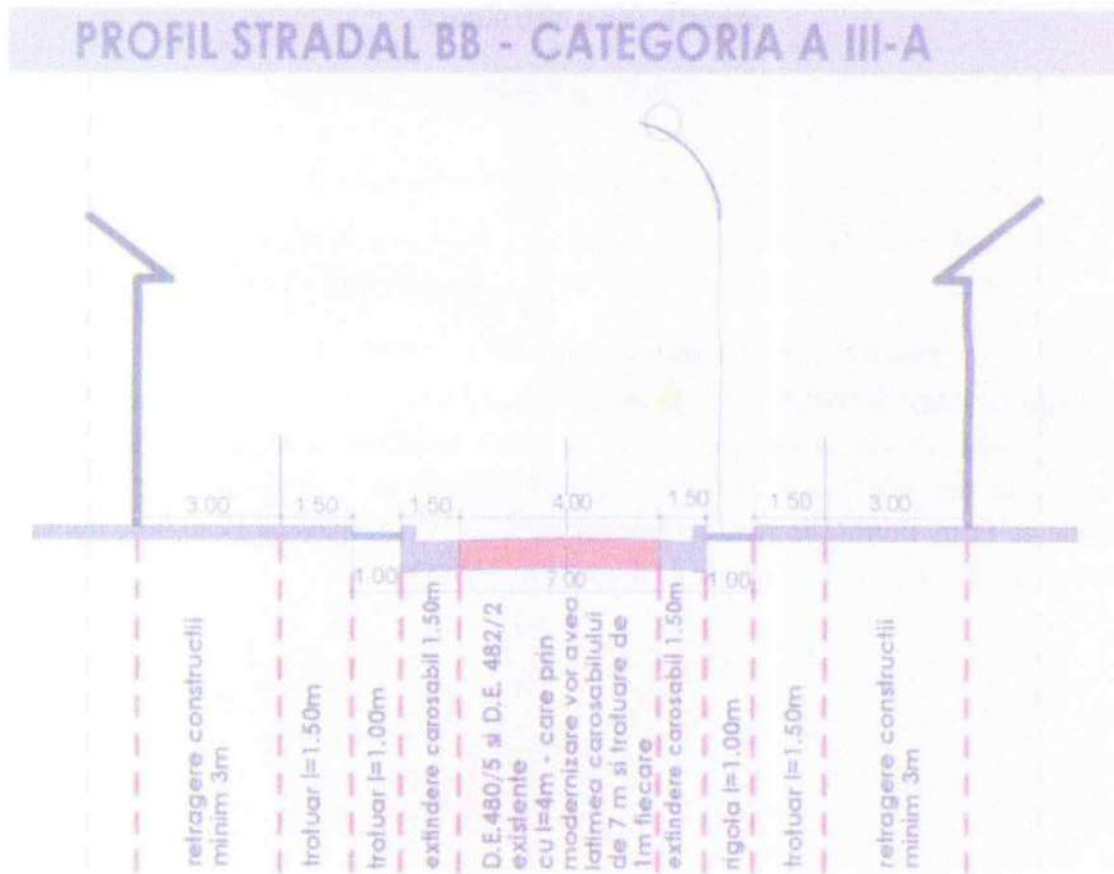 PROFIL STRADAL BB - CATEGORIA A III-A
3.00
1.50
1.50
4.00
1.50
1.50
3.00
1.00
7.00
1.00
retragere constructii
minim 3m
trotuar l=1.50m
trotuar l=1.00m
extindere carosabil 1.50m
D.E.480/5 si D.E. 482/2
existente
cu l=4m - care prin
modernizare vor avea
latimea carosabilului
de 7 m si trotuare de
1m fiecare
extindere carosabil 1.50m
rigola l=1.00m
trotuar l=1.50m
retragere constructii
minim 3m